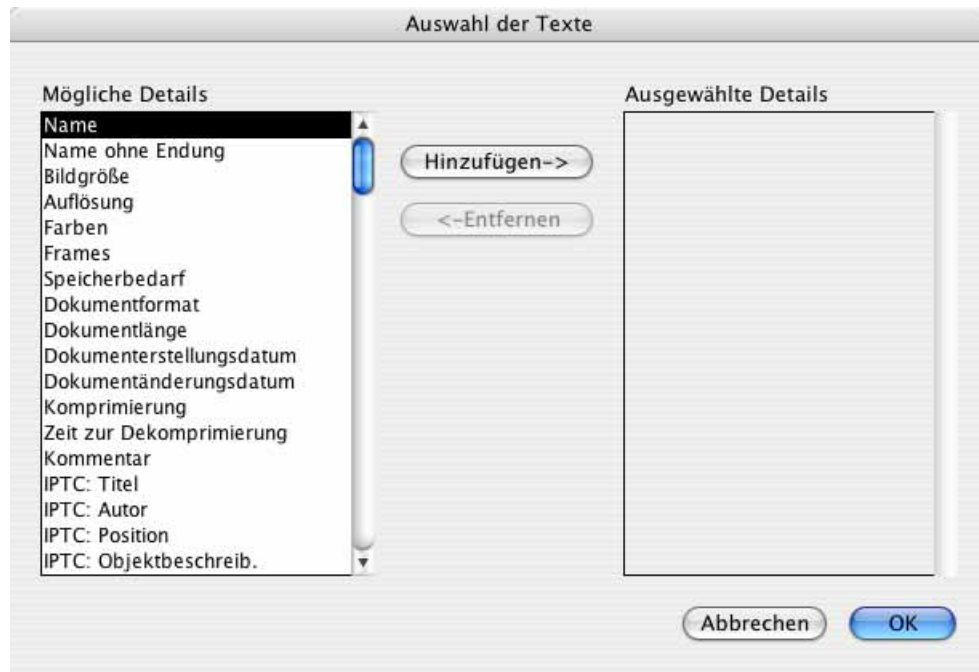 Auswahl der Texte
Mögliche Details
Name
Name ohne Endung
Bildgröße
Auflösung
Farben
Frames
Speicherbedarf
Dokumentformat
Dokumentlänge
Dokumenterstellungsdatum
Dokumentänderungsdatum
Komprimierung
Zeit zur Dekomprimierung
Kommentar
IPTC: Titel
IPTC: Autor
IPTC: Position
IPTC: Objektbeschreib.
Hinzufügen->
<-Entfernen
Ausgewählte Details
Abbrechen
OK